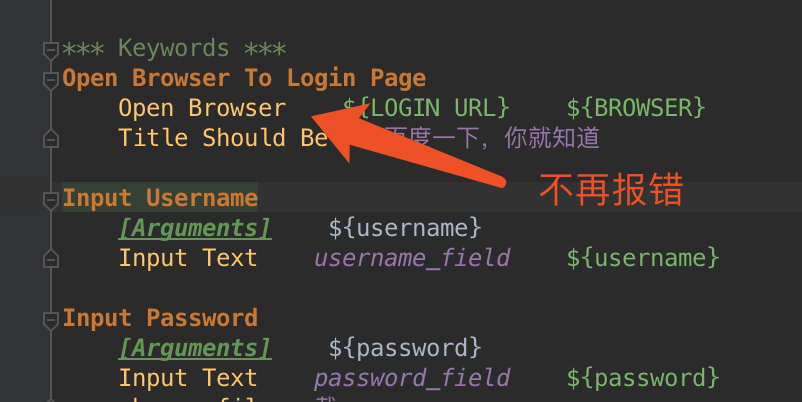 *** Keywords ***
Open Browser To Login Page
Open Browser ${LOGIN URL} ${BROWSER}
Title Should Be 百度一下，你就知道
不再报错
Input Username
[Arguments] ${username}
Input Text username_field ${username}
Input Password
[Arguments] ${password}
Input Text password_field ${password}